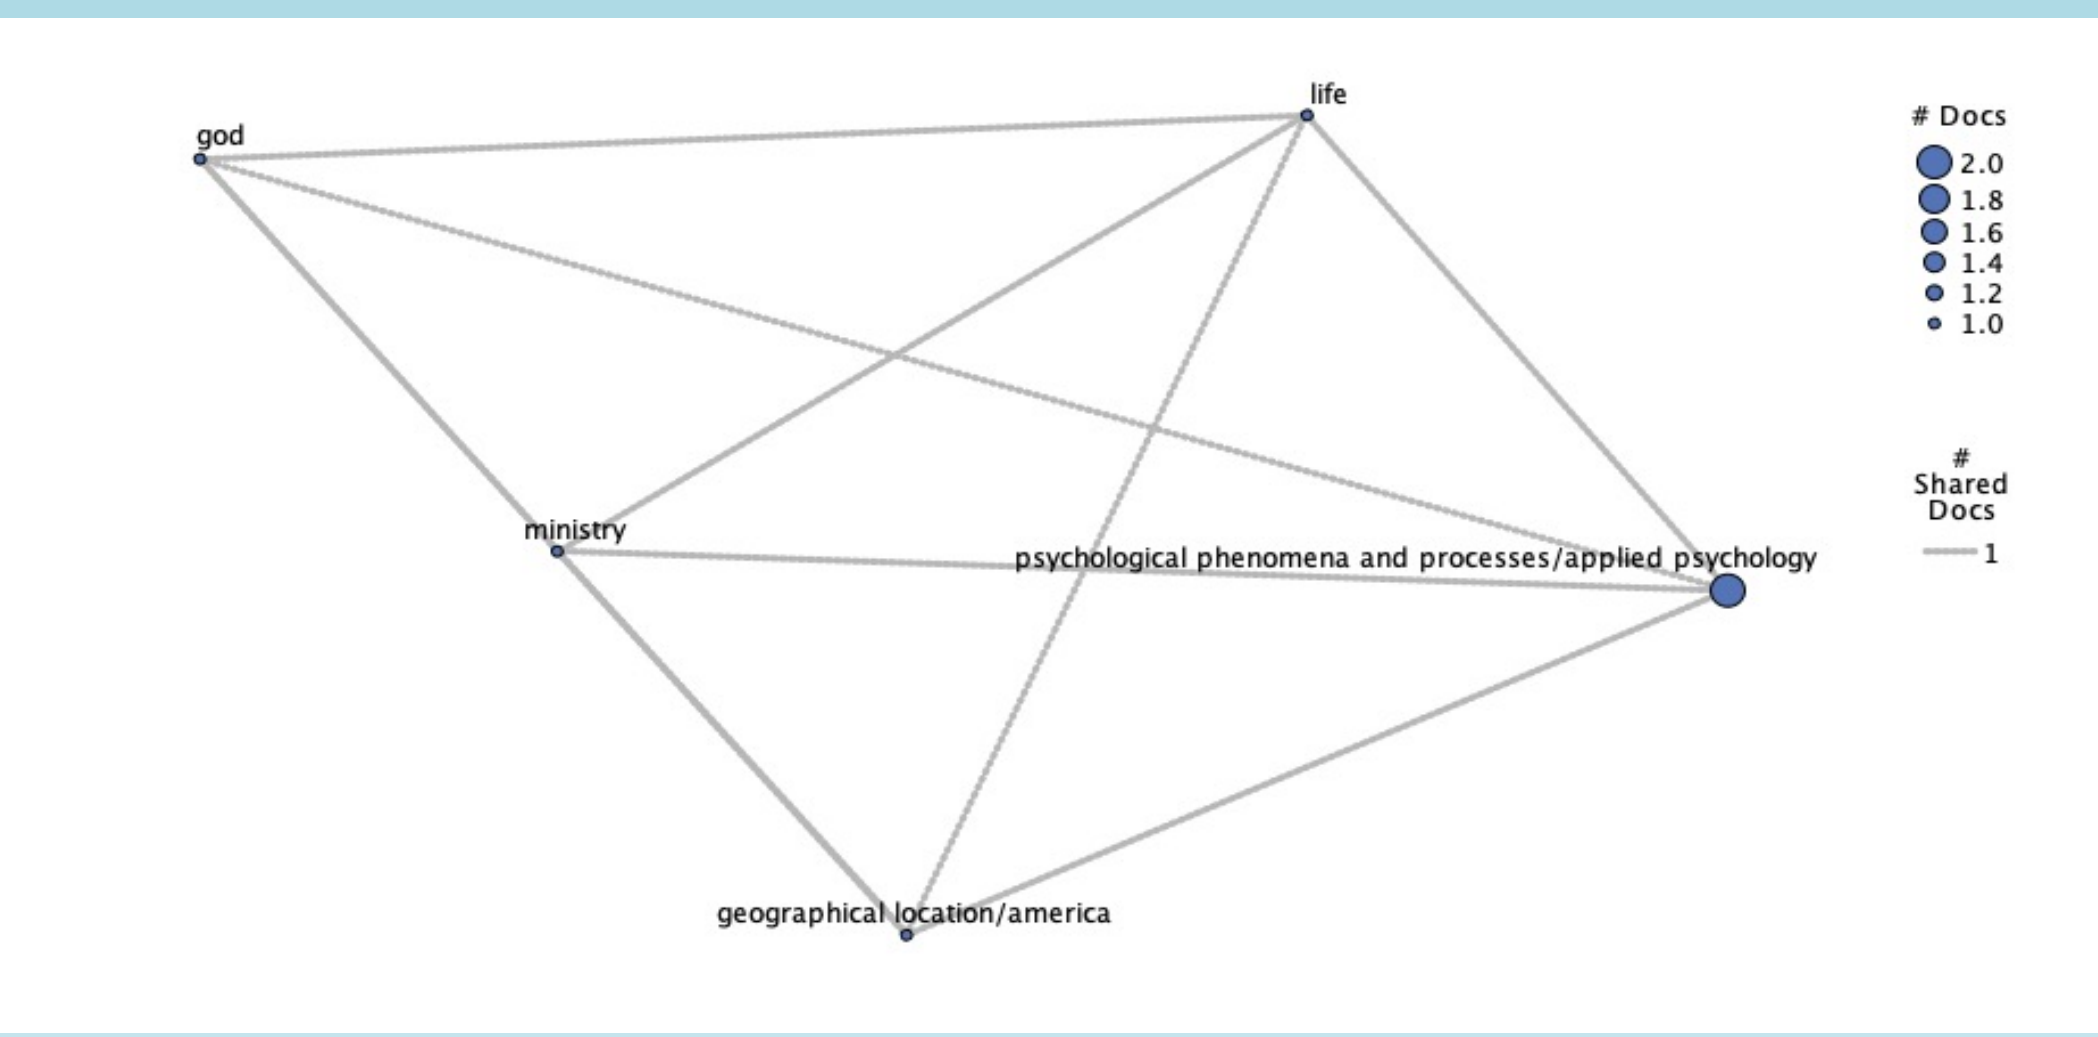 life
god
ministry
psychological phenomena and processes/applied psychology
geographical location/america
# Docs
2.0
1.8
1.6
1.4
1.2
1.0
#
Shared
Docs
1